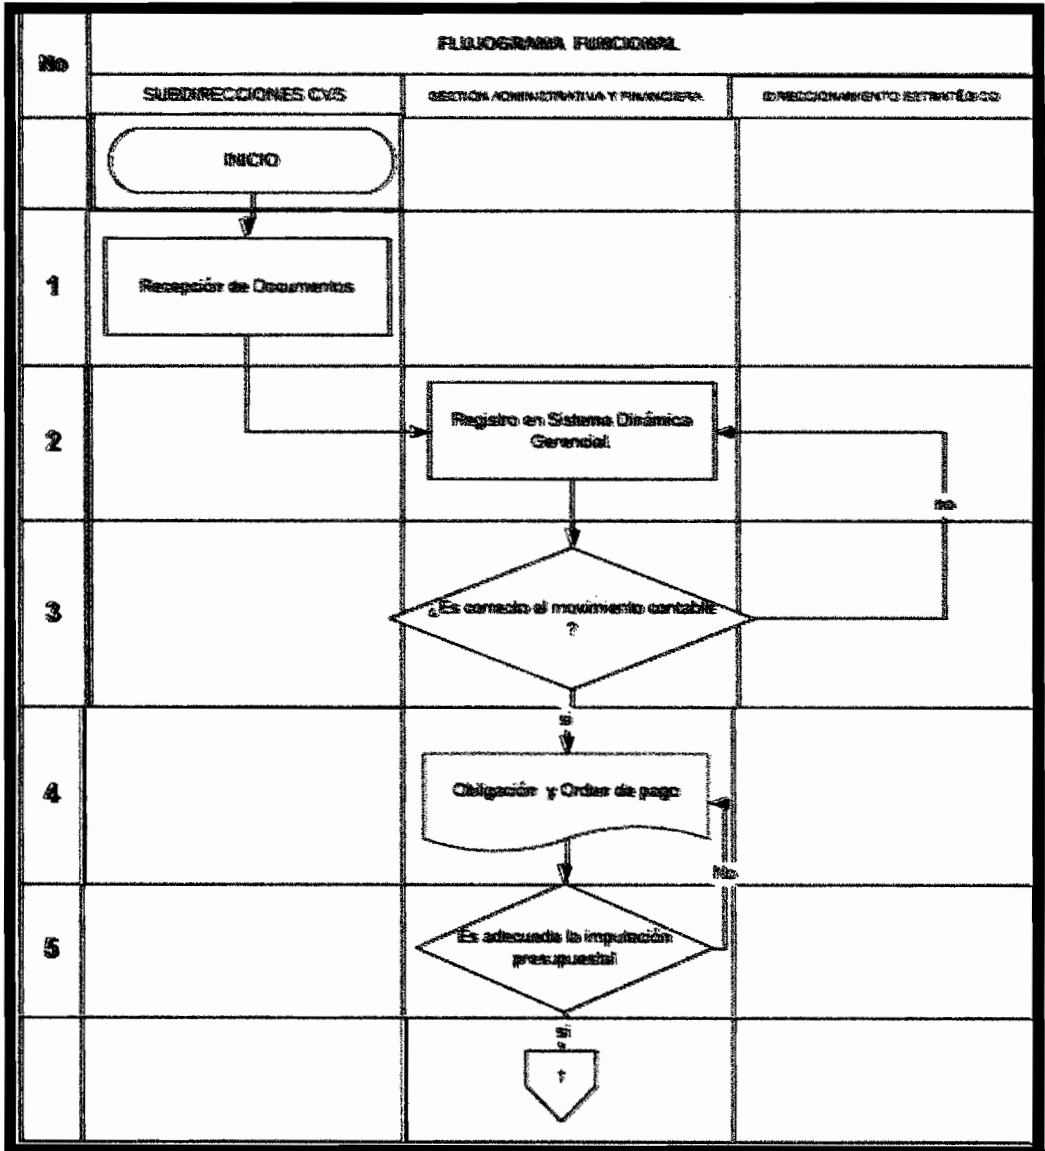 No
FLUJOGRAMA FUNCIONAL
SUBDIRECCIONES CVS
GESTION ADMINISTRATIVA Y FINANCIERA
DIRECCIONAMIENTO ESTRATÉGICO
INICIO
1
Recepción de Documentos
2
Registro en Sistema Dinámica
Gerencial.
no
3
¿Es correcto el movimiento contable
?
si
4
Obligación y Orden de pago
No
5
Es adecuada la imputación
presupuestal
si
1